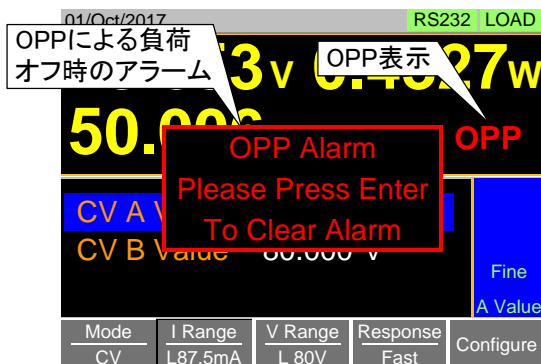 01/Oct/2017
RS232 LOAD
OPPによる負荷
オフ時のアラーム
OPP表示
V
7W
50.
OPP
OPP Alarm
Please Press Enter
To Clear Alarm
CV A
CV B Value 80.000 V
Fine
A Value
Mode I Range V Range Response
Configure
CV L87.5mA L 80V Fast